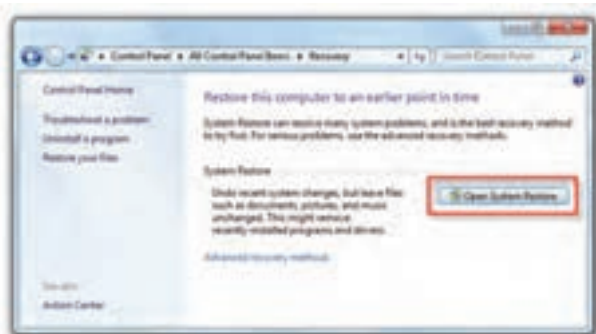 Control Panel ▸ All Control Panel Items ▸ Recovery
Search Control Panel
Control Panel Home
Troubleshoot a problem
Uninstall a program
Restore your files
See also
Action Center
Restore this computer to an earlier point in time
System Restore can resolve many system problems, and is the best recovery method
to try first. For serious problems, use the advanced recovery methods.
System Restore
Undo recent system changes, but leave files
such as documents, pictures, and music
unchanged. This might remove
recently-installed programs and drivers.
Open System Restore
Advanced recovery methods